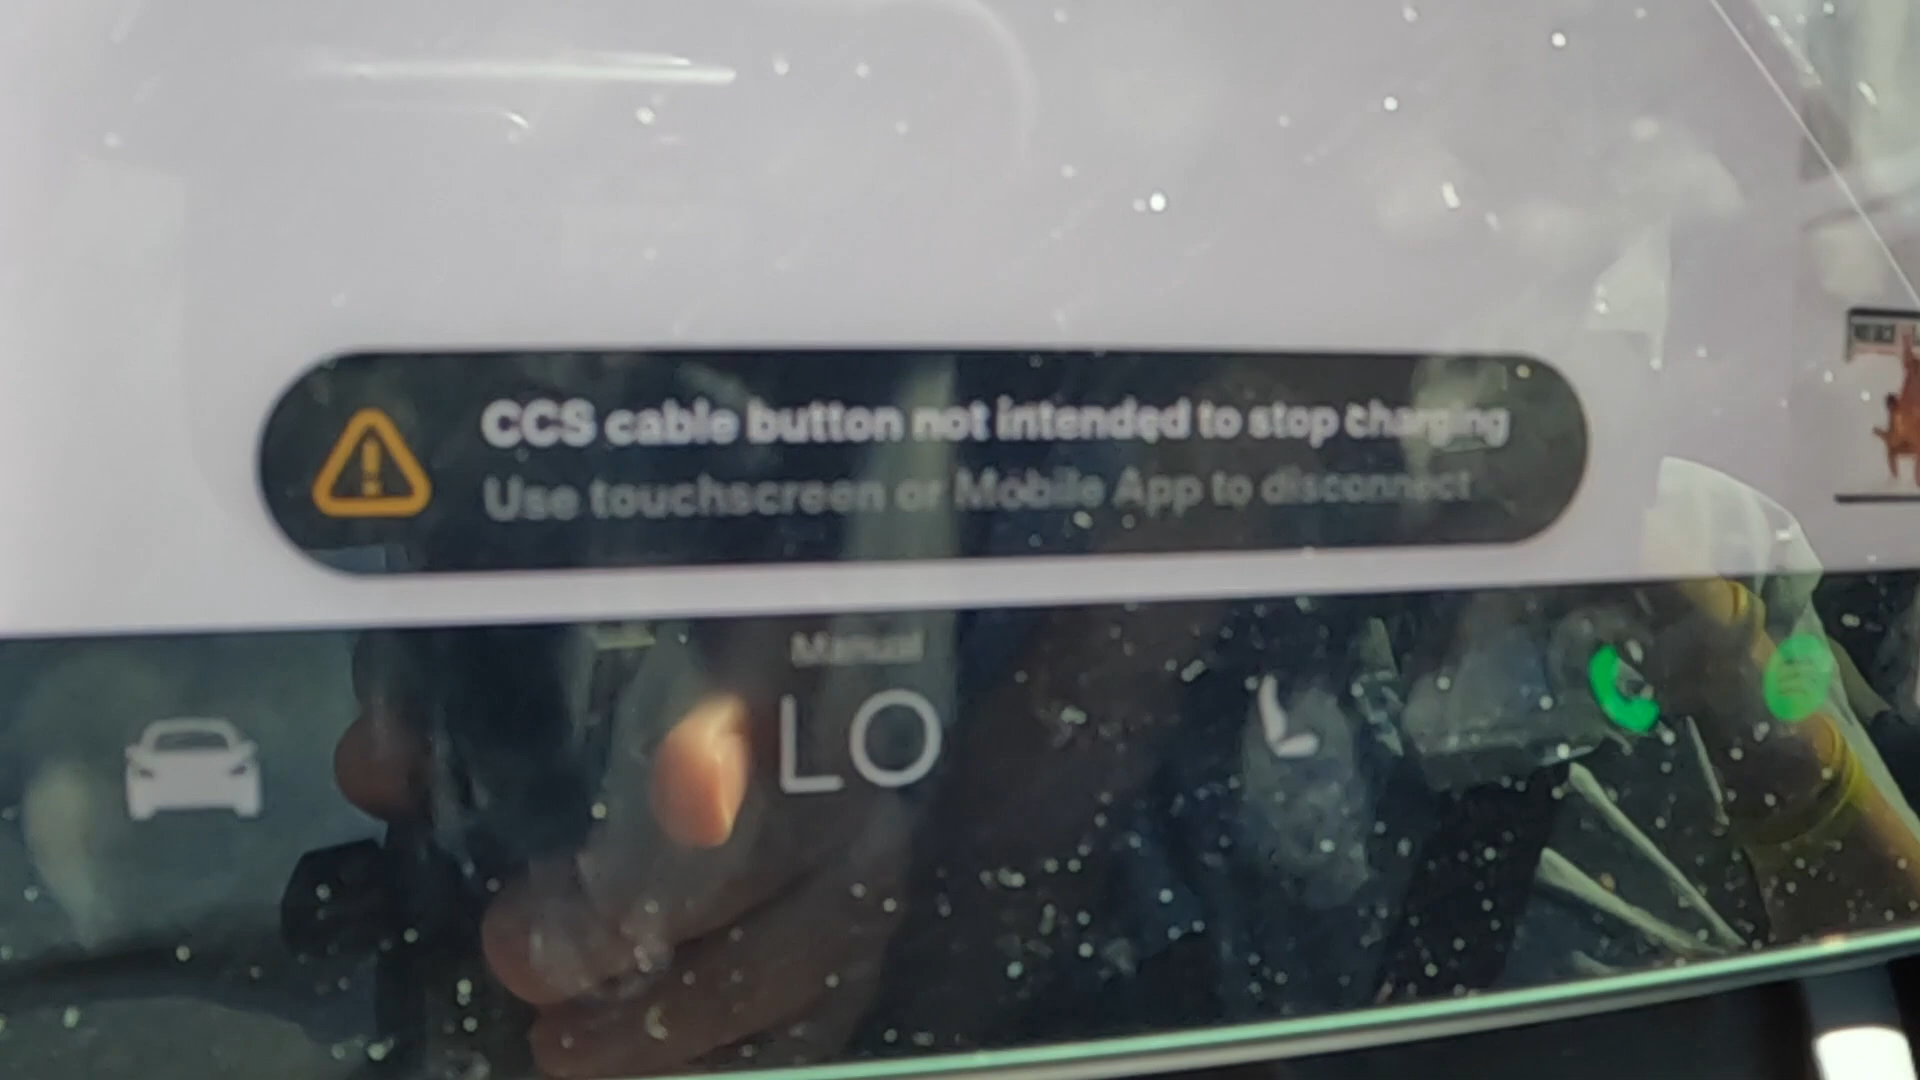 CCS cable button not intended to stop charging
Use touchscreen or Mobile App to disconnect
Manual
LO